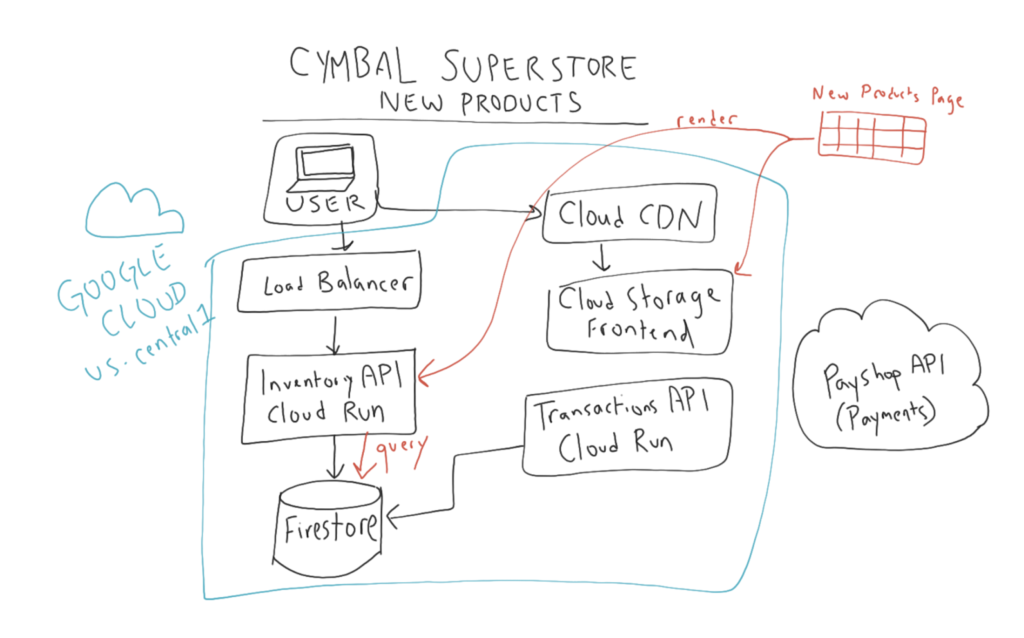 CYMBAL SUPERSTORE
NEW PRODUCTS
New Products Page
render
USER
Cloud CDN
GOOGLE
CLOUD
us-central1
Load Balancer
Cloud Storage
Frontend
Inventory API
Cloud Run
Payshop API
(Payments)
Transactions API
Cloud Run
query
Firestore